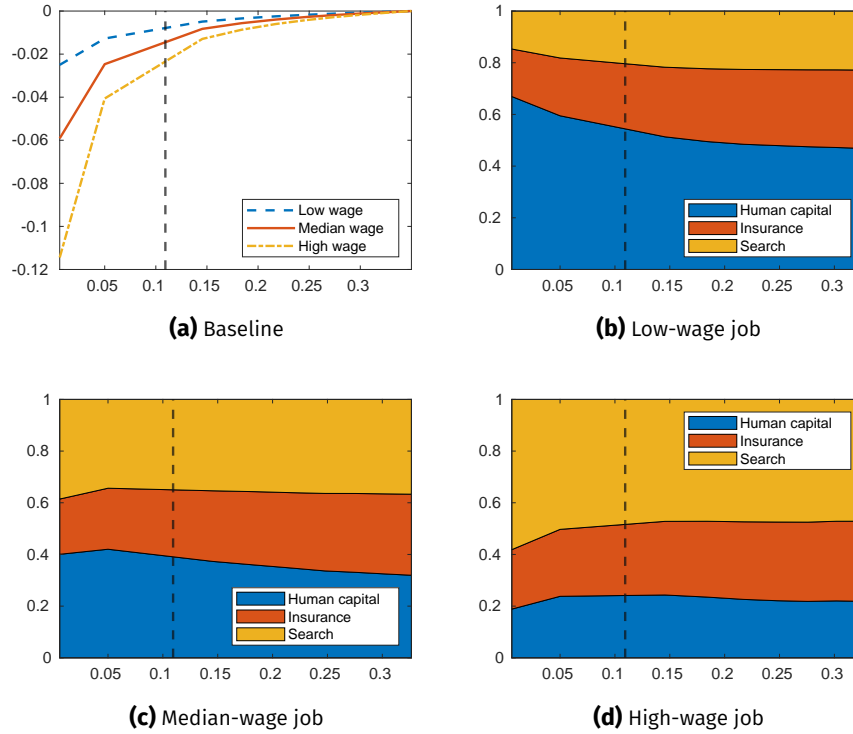 0
-0.02
-0.04
-0.06
-0.08
-0.1
-0.12
0.05 0.1 0.15 0.2 0.25 0.3
Low wage
Median wage
High wage
(a) Baseline
1
0.8
0.6
0.4
0.2
0
0.05 0.1 0.15 0.2 0.25 0.3
Human capital
Insurance
Search
(b) Low-wage job
1
0.8
0.6
0.4
0.2
0
0.05 0.1 0.15 0.2 0.25 0.3
Human capital
Insurance
Search
(c) Median-wage job
1
0.8
0.6
0.4
0.2
0
0.05 0.1 0.15 0.2 0.25 0.3
Human capital
Insurance
Search
(d) High-wage job